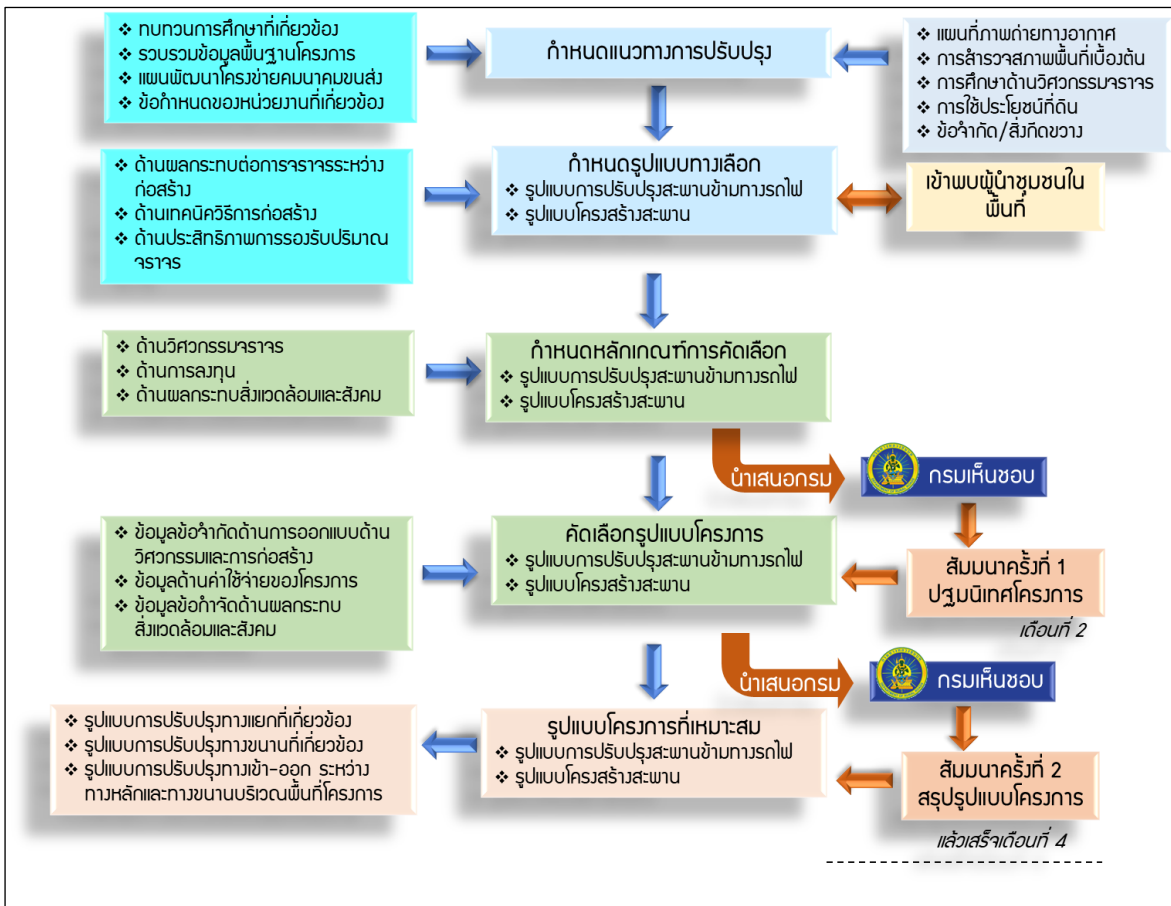 ❖ ทบทวนการศึกษาที่เกี่ยวข้อง
❖ รวบรวมข้อมูลพื้นฐานโครงการ
❖ แผนพัฒนาโครงข่ายคมนาคมขนส่ง
❖ ข้อกำหนดของหน่วยงานที่เกี่ยวข้อง
กำหนดแนวทางการปรับปรุง
❖ แผนที่ภาพถ่ายทางอากาศ
❖ การสำรวจสภาพพื้นที่เบื้องต้น
❖ การศึกษาด้านวิศวกรรมจราจร
❖ การใช้ประโยชน์ที่ดิน
❖ ข้อจำกัด/สิ่งกีดขวาง
❖ ด้านผลกระทบต่อการจราจรระหว่าง
ก่อสร้าง
❖ ด้านเทคนิควิธีการก่อสร้าง
❖ ด้านประสิทธิภาพการรองรับปริมาณ
จราจร
กำหนดรูปแบบทางเลือก
❖ รูปแบบการปรับปรุงสะพานข้ามทางรถไฟ
❖ รูปแบบโครงสร้างสะพาน
เข้าพบผู้นำชุมชนใน
พื้นที่
❖ ด้านวิศวกรรมจราจร
❖ ด้านการลงทุน
❖ ด้านผลกระทบสิ่งแวดล้อมและสังคม
กำหนดหลักเกณฑ์การคัดเลือก
❖ รูปแบบการปรับปรุงสะพานข้ามทางรถไฟ
❖ รูปแบบโครงสร้างสะพาน
นำเสนอกรม
กรมเห็นชอบ
❖ ข้อมูลข้อจำกัดด้านการออกแบบด้าน
วิศวกรรมและการก่อสร้าง
❖ ข้อมูลด้านค่าใช้จ่ายของโครงการ
❖ ข้อมูลข้อกำจัดด้านผลกระทบ
สิ่งแวดล้อมและสังคม
คัดเลือกรูปแบบโครงการ
❖ รูปแบบการปรับปรุงสะพานข้ามทางรถไฟ
❖ รูปแบบโครงสร้างสะพาน
สัมมนาครั้งที่ 1
ปฐมนิเทศโครงการ
เดือนที่ 2
นำเสนอกรม
กรมเห็นชอบ
❖ รูปแบบการปรับปรุงทางแยกที่เกี่ยวข้อง
❖ รูปแบบการปรับปรุงทางขนานที่เกี่ยวข้อง
❖ รูปแบบการปรับปรุงทางเข้า-ออก ระหว่าง
ทางหลักและทางขนานบริเวณพื้นที่โครงการ
รูปแบบโครงการที่เหมาะสม
❖ รูปแบบการปรับปรุงสะพานข้ามทางรถไฟ
❖ รูปแบบโครงสร้างสะพาน
สัมมนาครั้งที่ 2
สรุปรูปแบบโครงการ
แล้วเสร็จเดือนที่ 4